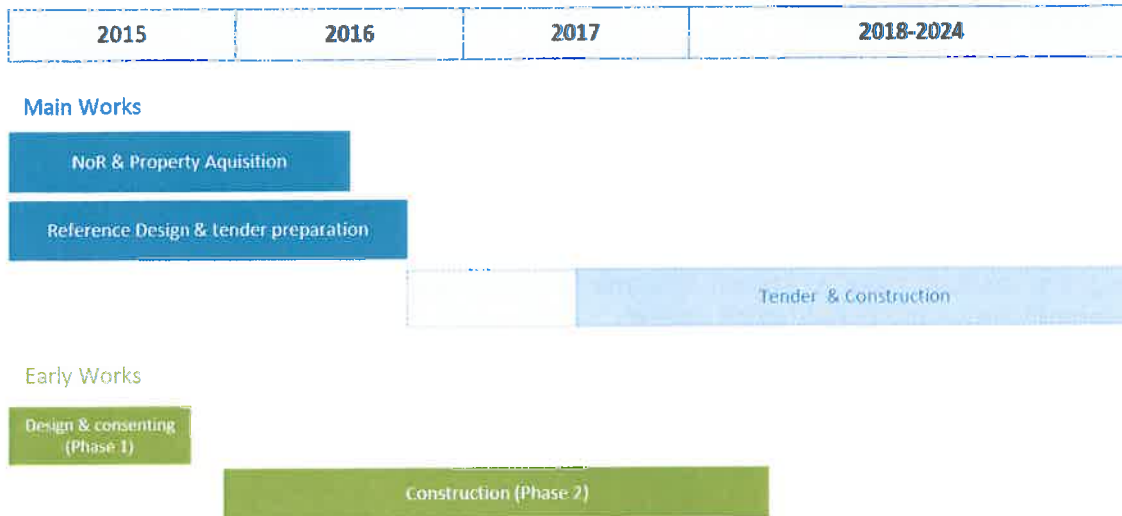 2015 2016 2017 2018-2024
Main Works
NoR & Property Aquisition
Reference Design & tender preparation
Tender & Construction
Early Works
Design & consenting
(Phase 1)
Construction (Phase 2)